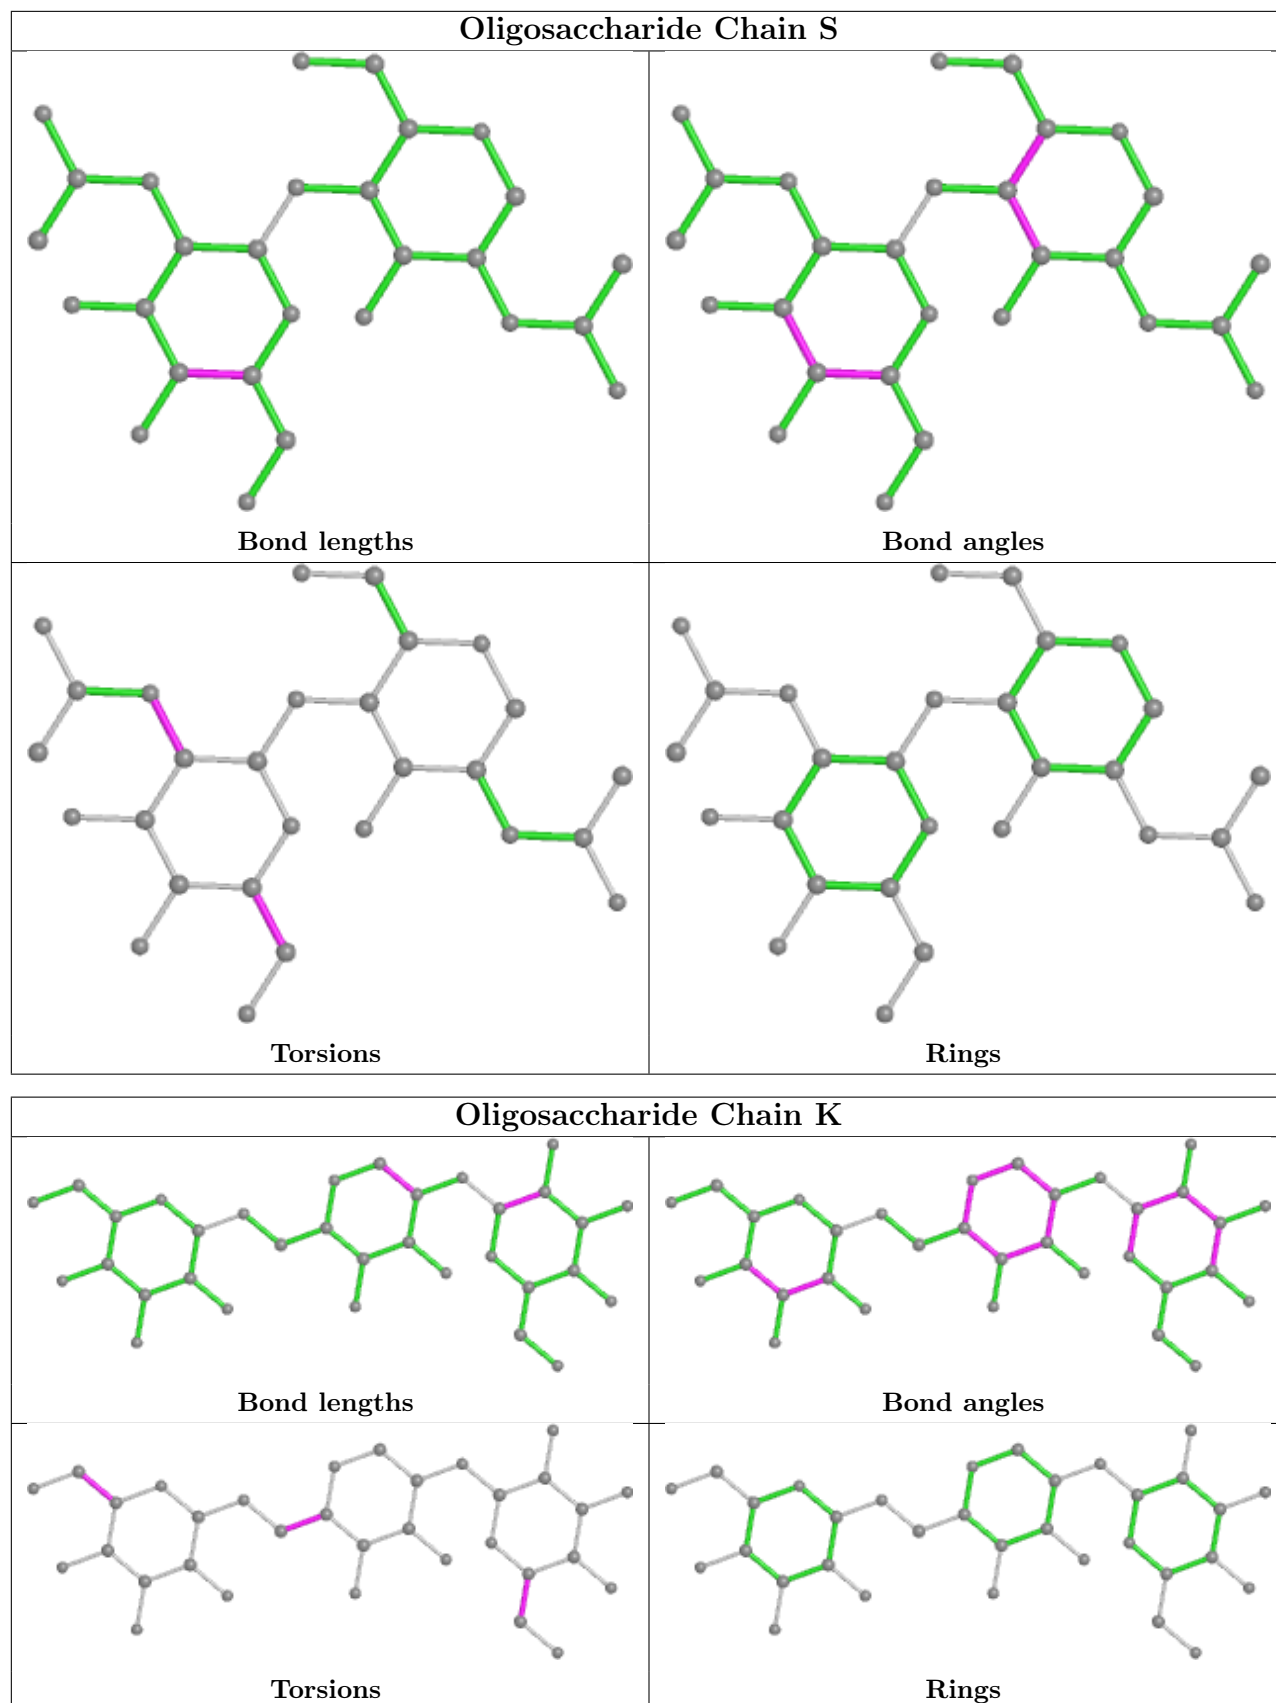 Oligosaccharide Chain S
Bond lengths
Bond angles
Torsions
Rings
Oligosaccharide Chain K
Bond lengths
Bond angles
Torsions
Rings